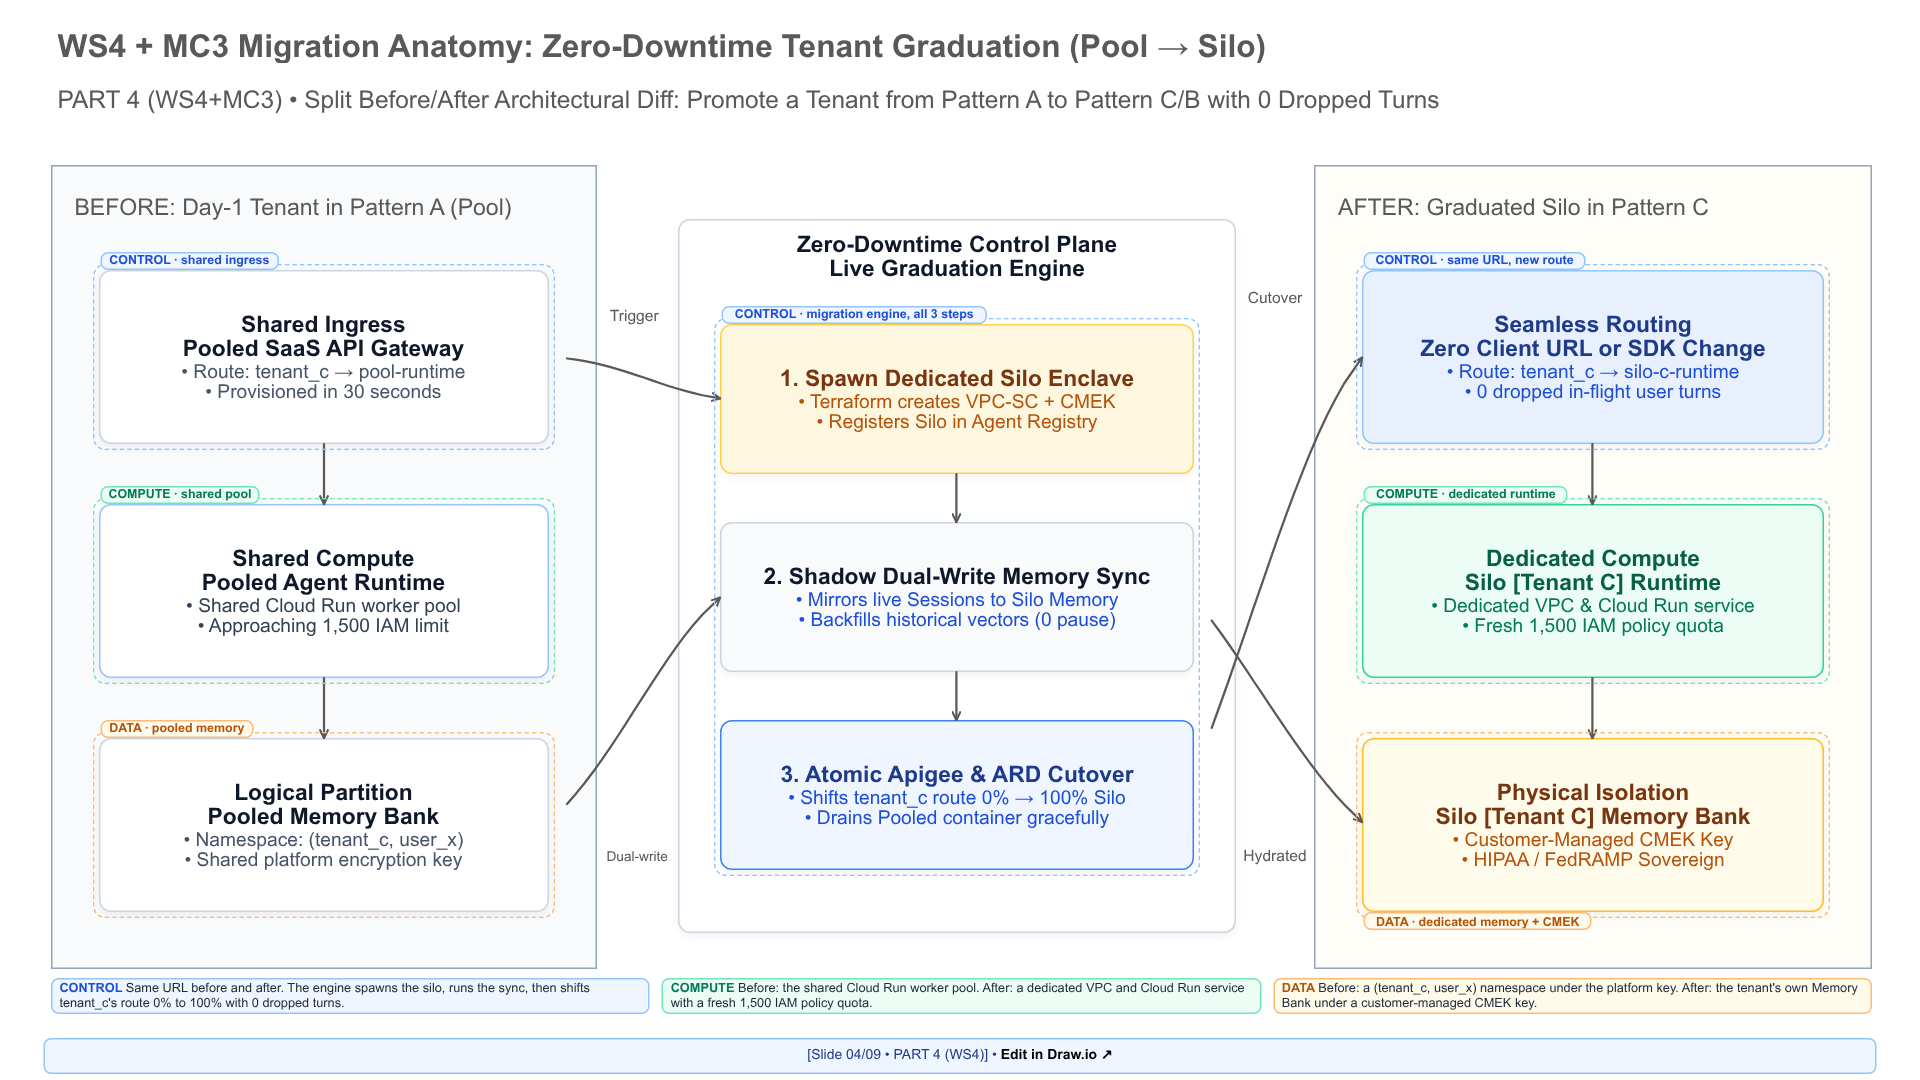 WS4 + MC3 Migration Anatomy: Zero-Downtime Tenant Graduation (Pool → Silo)
PART 4 (WS4+MC3) • Split Before/After Architectural Diff: Promote a Tenant from Pattern A to Pattern C/B with 0 Dropped Turns
BEFORE: Day-1 Tenant in Pattern A (Pool)
CONTROL · shared ingress
Shared Ingress
Pooled SaaS API Gateway
• Route: tenant_c → pool-runtime
• Provisioned in 30 seconds
COMPUTE · shared pool
Shared Compute
Pooled Agent Runtime
• Shared Cloud Run worker pool
• Approaching 1,500 IAM limit
DATA · pooled memory
Logical Partition
Pooled Memory Bank
• Namespace: (tenant_c, user_x)
• Shared platform encryption key
Trigger
Dual-write
Zero-Downtime Control Plane
Live Graduation Engine
CONTROL · migration engine, all 3 steps
1. Spawn Dedicated Silo Enclave
• Terraform creates VPC-SC + CMEK
• Registers Silo in Agent Registry
2. Shadow Dual-Write Memory Sync
• Mirrors live Sessions to Silo Memory
• Backfills historical vectors (0 pause)
3. Atomic Apigee & ARD Cutover
• Shifts tenant_c route 0% → 100% Silo
• Drains Pooled container gracefully
Cutover
Hydrated
AFTER: Graduated Silo in Pattern C
CONTROL · same URL, new route
Seamless Routing
Zero Client URL or SDK Change
• Route: tenant_c → silo-c-runtime
• 0 dropped in-flight user turns
COMPUTE · dedicated runtime
Dedicated Compute
Silo [Tenant C] Runtime
• Dedicated VPC & Cloud Run service
• Fresh 1,500 IAM policy quota
Physical Isolation
Silo [Tenant C] Memory Bank
• Customer-Managed CMEK Key
• HIPAA / FedRAMP Sovereign
DATA · dedicated memory + CMEK
CONTROL Same URL before and after. The engine spawns the silo, runs the sync, then shifts
tenant_c's route 0% to 100% with 0 dropped turns.
COMPUTE Before: the shared Cloud Run worker pool. After: a dedicated VPC and Cloud Run service
with a fresh 1,500 IAM policy quota.
DATA Before: a (tenant_c, user_x) namespace under the platform key. After: the tenant's own Memory
Bank under a customer-managed CMEK key.
[Slide 04/09 • PART 4 (WS4)] • Edit in Draw.io ↗